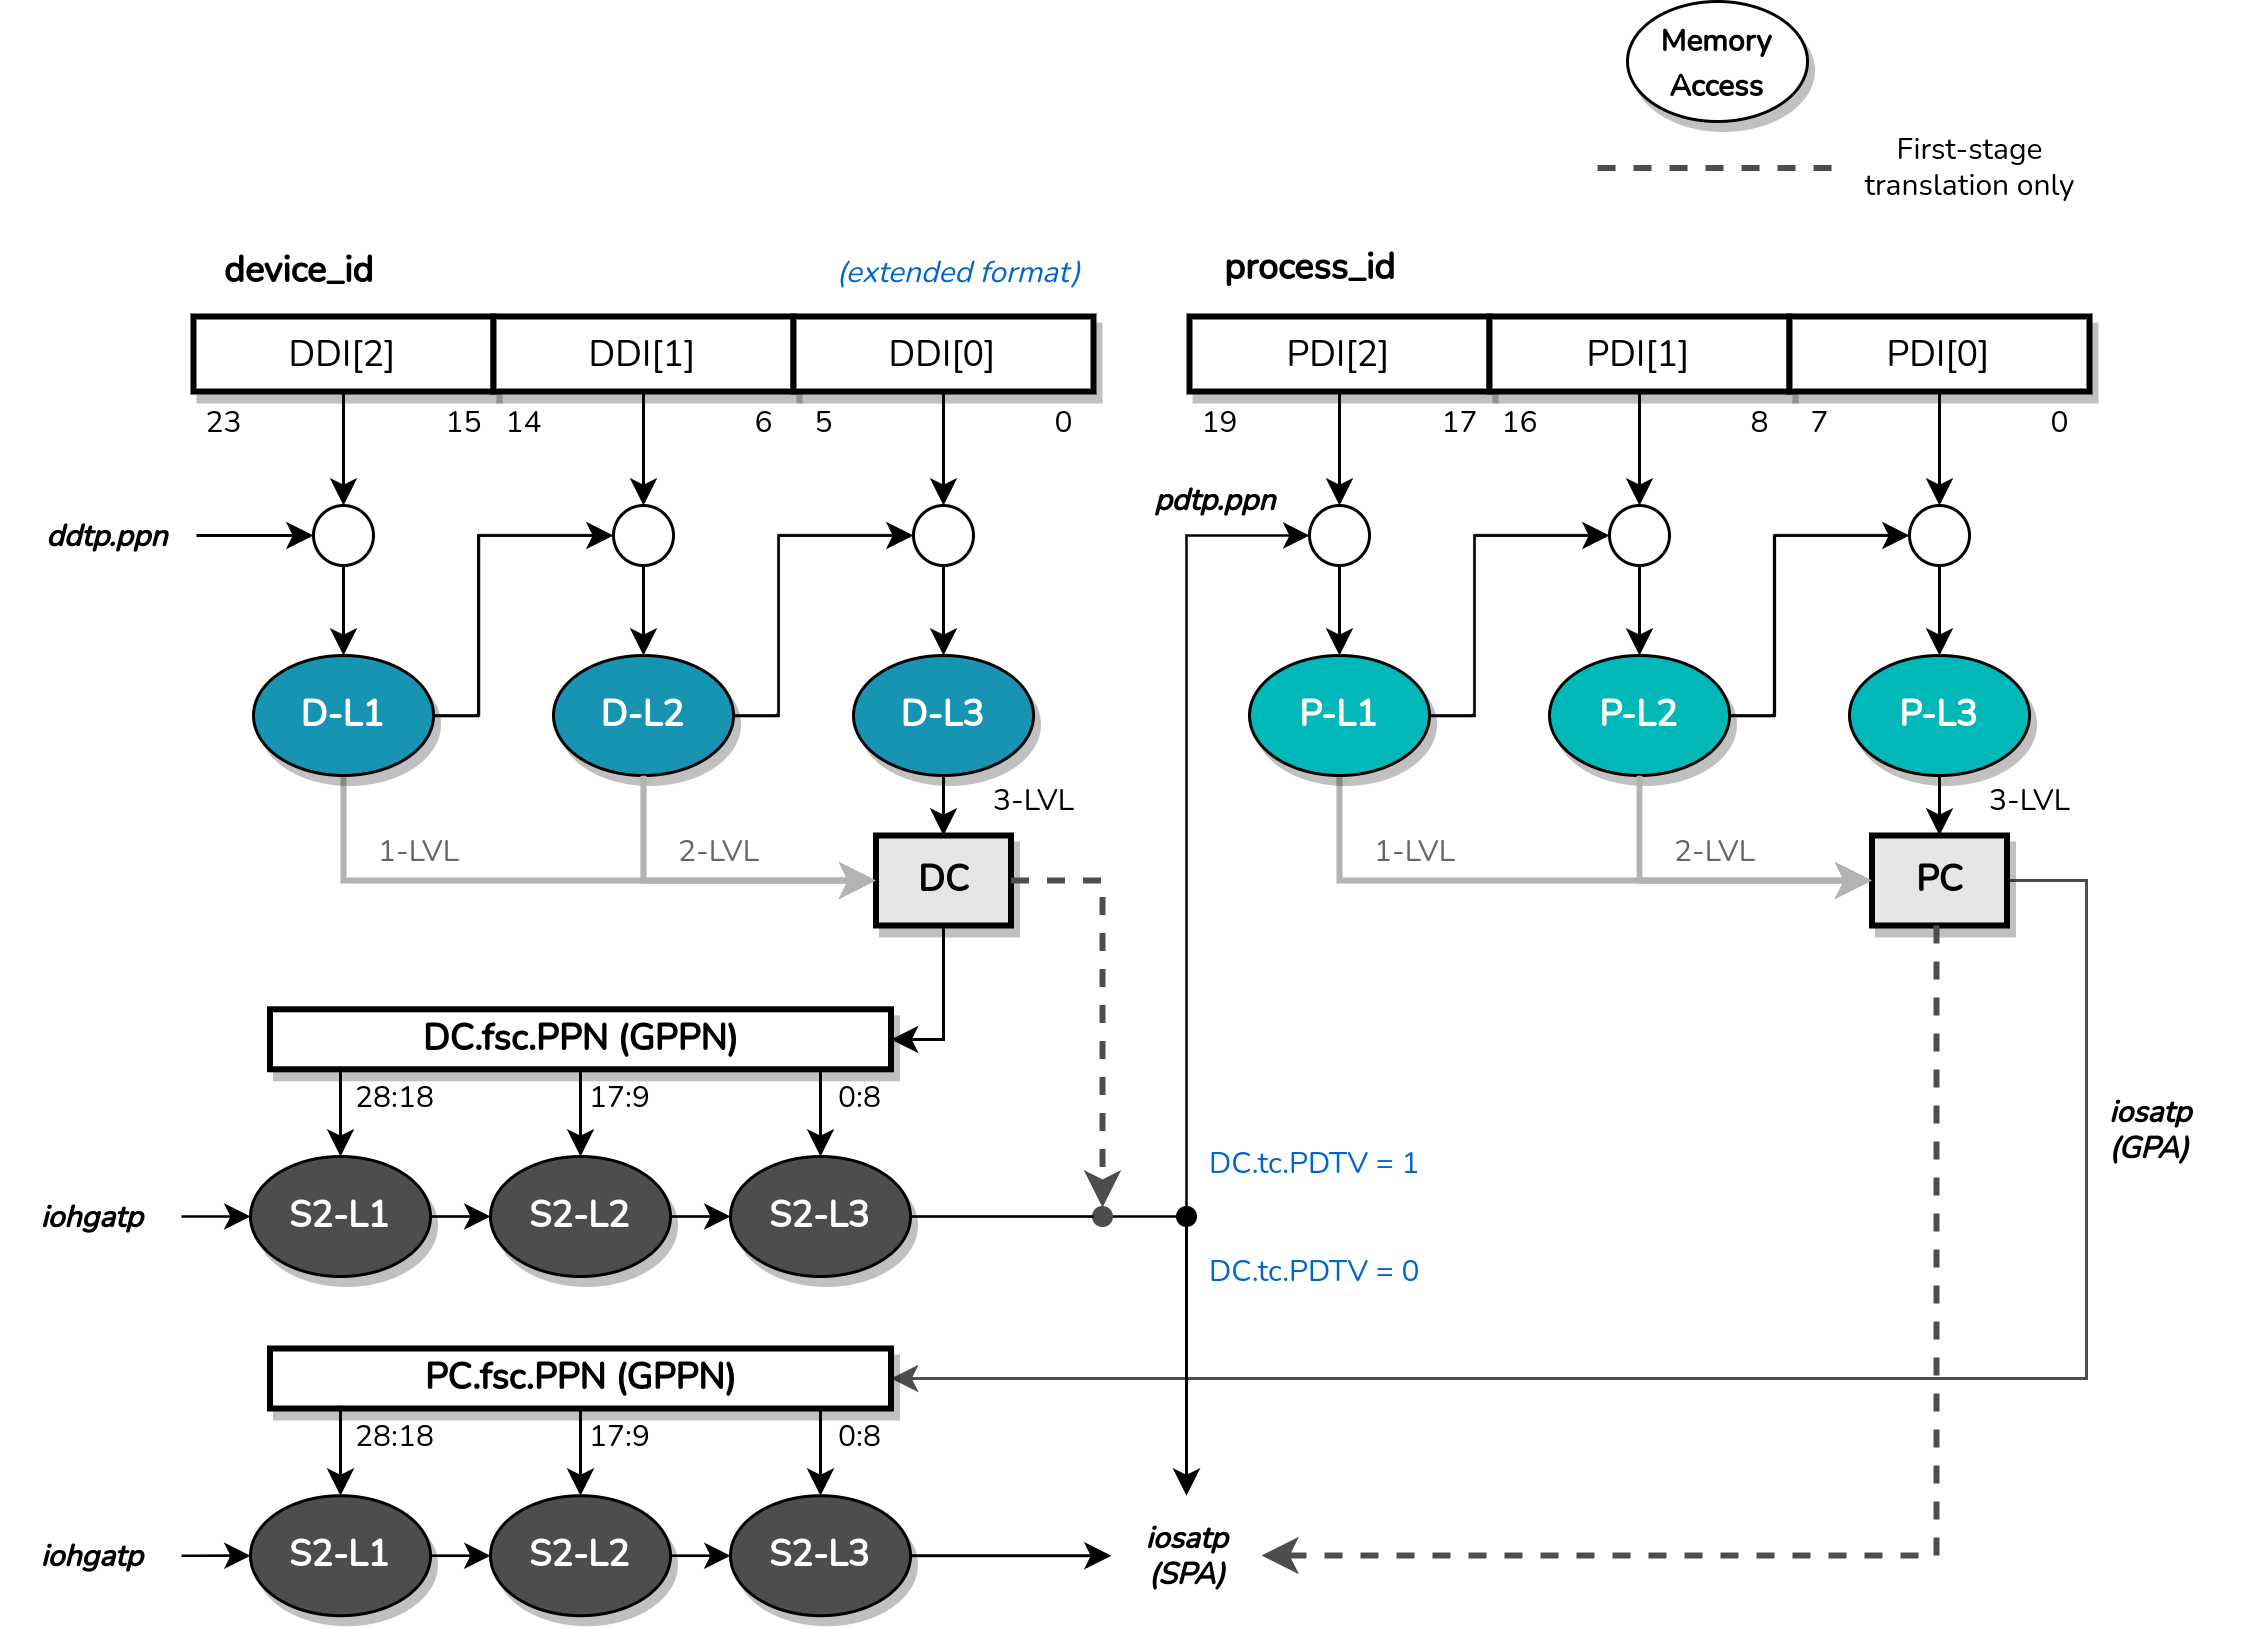 Memory
Access
First-stage
translation only
device_id
(extended format)
process_id
DDI[2] DDI[1] DDI[0]
PDI[2] PDI[1] PDI[0]
23 15 14 6 5 0
19 17 16 8 7 0
ddtp.ppn
pdtp.ppn
D-L1 D-L2 D-L3
P-L1 P-L2 P-L3
3-LVL
3-LVL
1-LVL 2-LVL
1-LVL 2-LVL
DC
PC
DC.fsc.PPN (GPPN)
28:18 17:9 0:8
iosatp
(GPA)
DC.tc.PDTV = 1
iohgatp
S2-L1 S2-L2 S2-L3
DC.tc.PDTV = 0
PC.fsc.PPN (GPPN)
28:18 17:9 0:8
iohgatp
S2-L1 S2-L2 S2-L3
iosatp
(SPA)